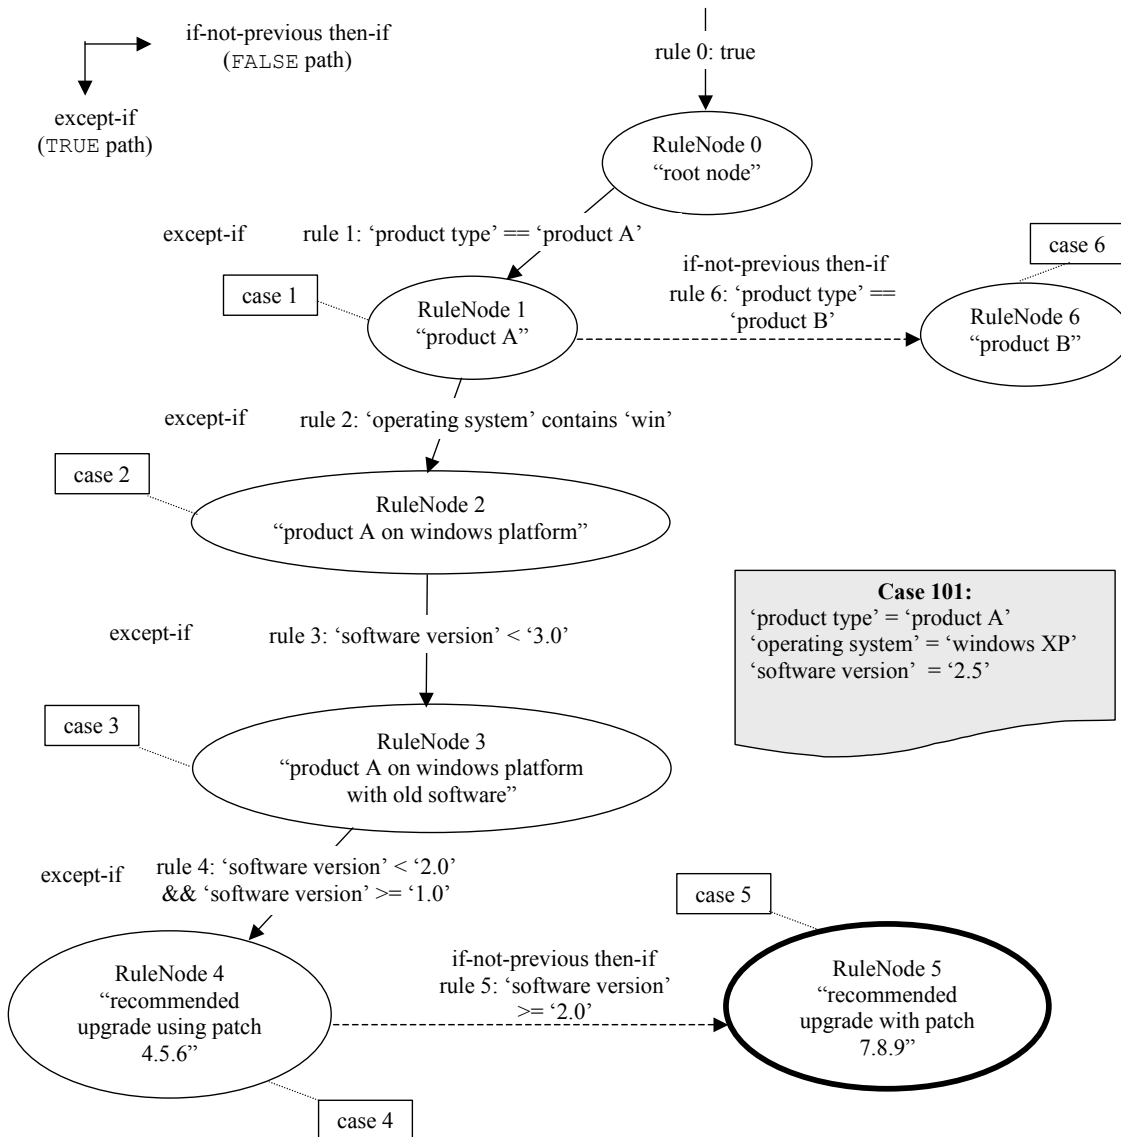 if-not-previous then-if
(FALSE path)
except-if
(TRUE path)
rule 0: true
RuleNode 0
“root node”
except-if
rule 1: ‘product type’ == ‘product A’
case 1
RuleNode 1
“product A”
if-not-previous then-if
rule 6: ‘product type’ ==
‘product B’
case 6
RuleNode 6
“product B”
except-if
rule 2: ‘operating system’ contains ‘win’
case 2
RuleNode 2
“product A on windows platform”
except-if
rule 3: ‘software version’ < ‘3.0’
Case 101:
‘product type’ = ‘product A’
‘operating system’ = ‘windows XP’
‘software version’ = ‘2.5’
case 3
RuleNode 3
“product A on windows platform
with old software”
except-if
rule 4: ‘software version’ < ‘2.0’
&& ‘software version’ >= ‘1.0’
case 5
RuleNode 4
“recommended
upgrade using patch
4.5.6”
if-not-previous then-if
rule 5: ‘software version’
>= ‘2.0’
RuleNode 5
“recommended
upgrade with patch
7.8.9”
case 4